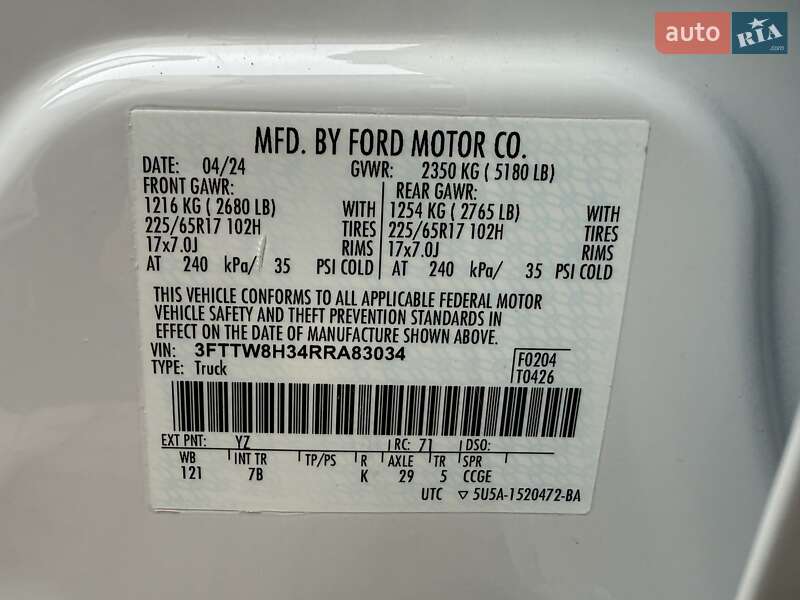 auto RIA .com
MFD. BY FORD MOTOR CO.
DATE: 04/24 GVWR: 2350 KG ( 5180 LB)
FRONT GAWR: REAR GAWR:
1216 KG ( 2680 LB) WITH 1254 KG ( 2765 LB) WITH
225/65R17 102H TIRES 225/65R17 102H TIRES
17x7.0J RIMS 17x7.0J RIMS
AT 240 kPa/ 35 PSI COLD AT 240 kPa/ 35 PSI COLD
THIS VEHICLE CONFORMS TO ALL APPLICABLE FEDERAL MOTOR
VEHICLE SAFETY AND THEFT PREVENTION STANDARDS IN
EFFECT ON THE DATE OF MANUFACTURE SHOWN ABOVE.
VIN: 3FTTW8H34RRA83034 F0204
TYPE: Truck T0426
EXT PNT: YZ RC: 71 DSO:
WB INT TR TP/PS R AXLE TR SPR
121 7B K 29 5 CCGE
UTC ▽ 5U5A-1520472-BA